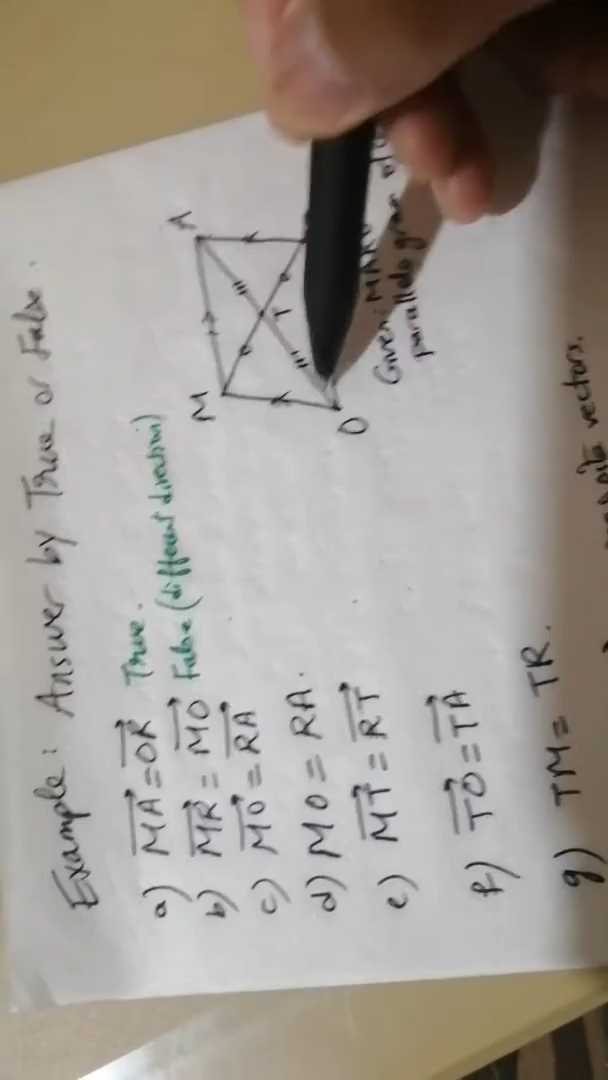 Example: Answer by True or False.
a) MA⃗ = OR⃗ True.
b) MR⃗ = MO⃗ False (different direction)
c) MO⃗ = RA⃗
d) MO = RA.
e) MT⃗ = RT⃗
f) TO⃗ = TA⃗
g) TM = TR.
M
A
T
O
Given:
parallelogram
vectors.